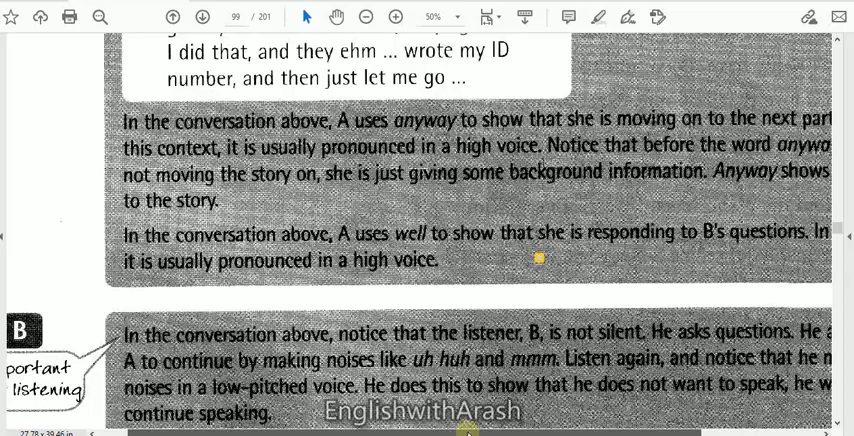 99 / 201
50%
I did that, and they ehm ... wrote my ID
number, and then just let me go ...
In the conversation above, A uses anyway to show that she is moving on to the next part
this context, it is usually pronounced in a high voice. Notice that before the word anywa
not moving the story on, she is just giving some background information. Anyway shows
to the story.
In the conversation above, A uses well to show that she is responding to B's questions. In
it is usually pronounced in a high voice.
B
In the conversation above, notice that the listener, B, is not silent. He asks questions. He a
A to continue by making noises like uh huh and mmm. Listen again, and notice that he m
noises in a low-pitched voice. He does this to show that he does not want to speak, he w
continue speaking.
portant
listening
EnglishwithArash
27.78 x 39.46 in